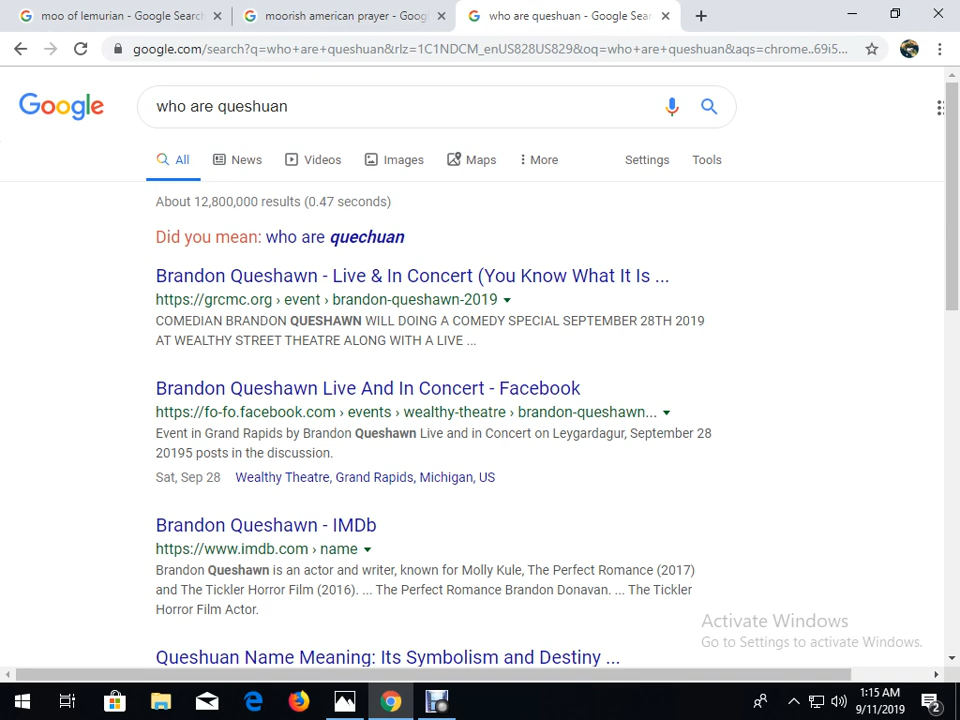 moo of lemurian - Google Search
moorish american prayer - Goog
who are queshuan - Google Sear
google.com/search?q=who+are+queshuan&rlz=1C1NDCM_enUS828US829&oq=who+are+queshuan&aqs=chrome..69i5...
Google
who are queshuan
All
News
Videos
Images
Maps
More
Settings
Tools
About 12,800,000 results (0.47 seconds)
Did you mean: who are quechuan
Brandon Queshawn - Live & In Concert (You Know What It Is ...
https://grcmc.org › event › brandon-queshawn-2019
COMEDIAN BRANDON QUESHAWN WILL DOING A COMEDY SPECIAL SEPTEMBER 28TH 2019
AT WEALTHY STREET THEATRE ALONG WITH A LIVE ...
Brandon Queshawn Live And In Concert - Facebook
https://fo-fo.facebook.com › events › wealthy-theatre › brandon-queshawn...
Event in Grand Rapids by Brandon Queshawn Live and in Concert on Leygardagur, September 28
20195 posts in the discussion.
Sat, Sep 28 Wealthy Theatre, Grand Rapids, Michigan, US
Brandon Queshawn - IMDb
https://www.imdb.com › name
Brandon Queshawn is an actor and writer, known for Molly Kule, The Perfect Romance (2017)
and The Tickler Horror Film (2016). ... The Perfect Romance Brandon Donavan. ... The Tickler
Horror Film Actor.
Activate Windows
Go to Settings to activate Windows.
Queshuan Name Meaning: Its Symbolism and Destiny ...
1:15 AM
9/11/2019
2